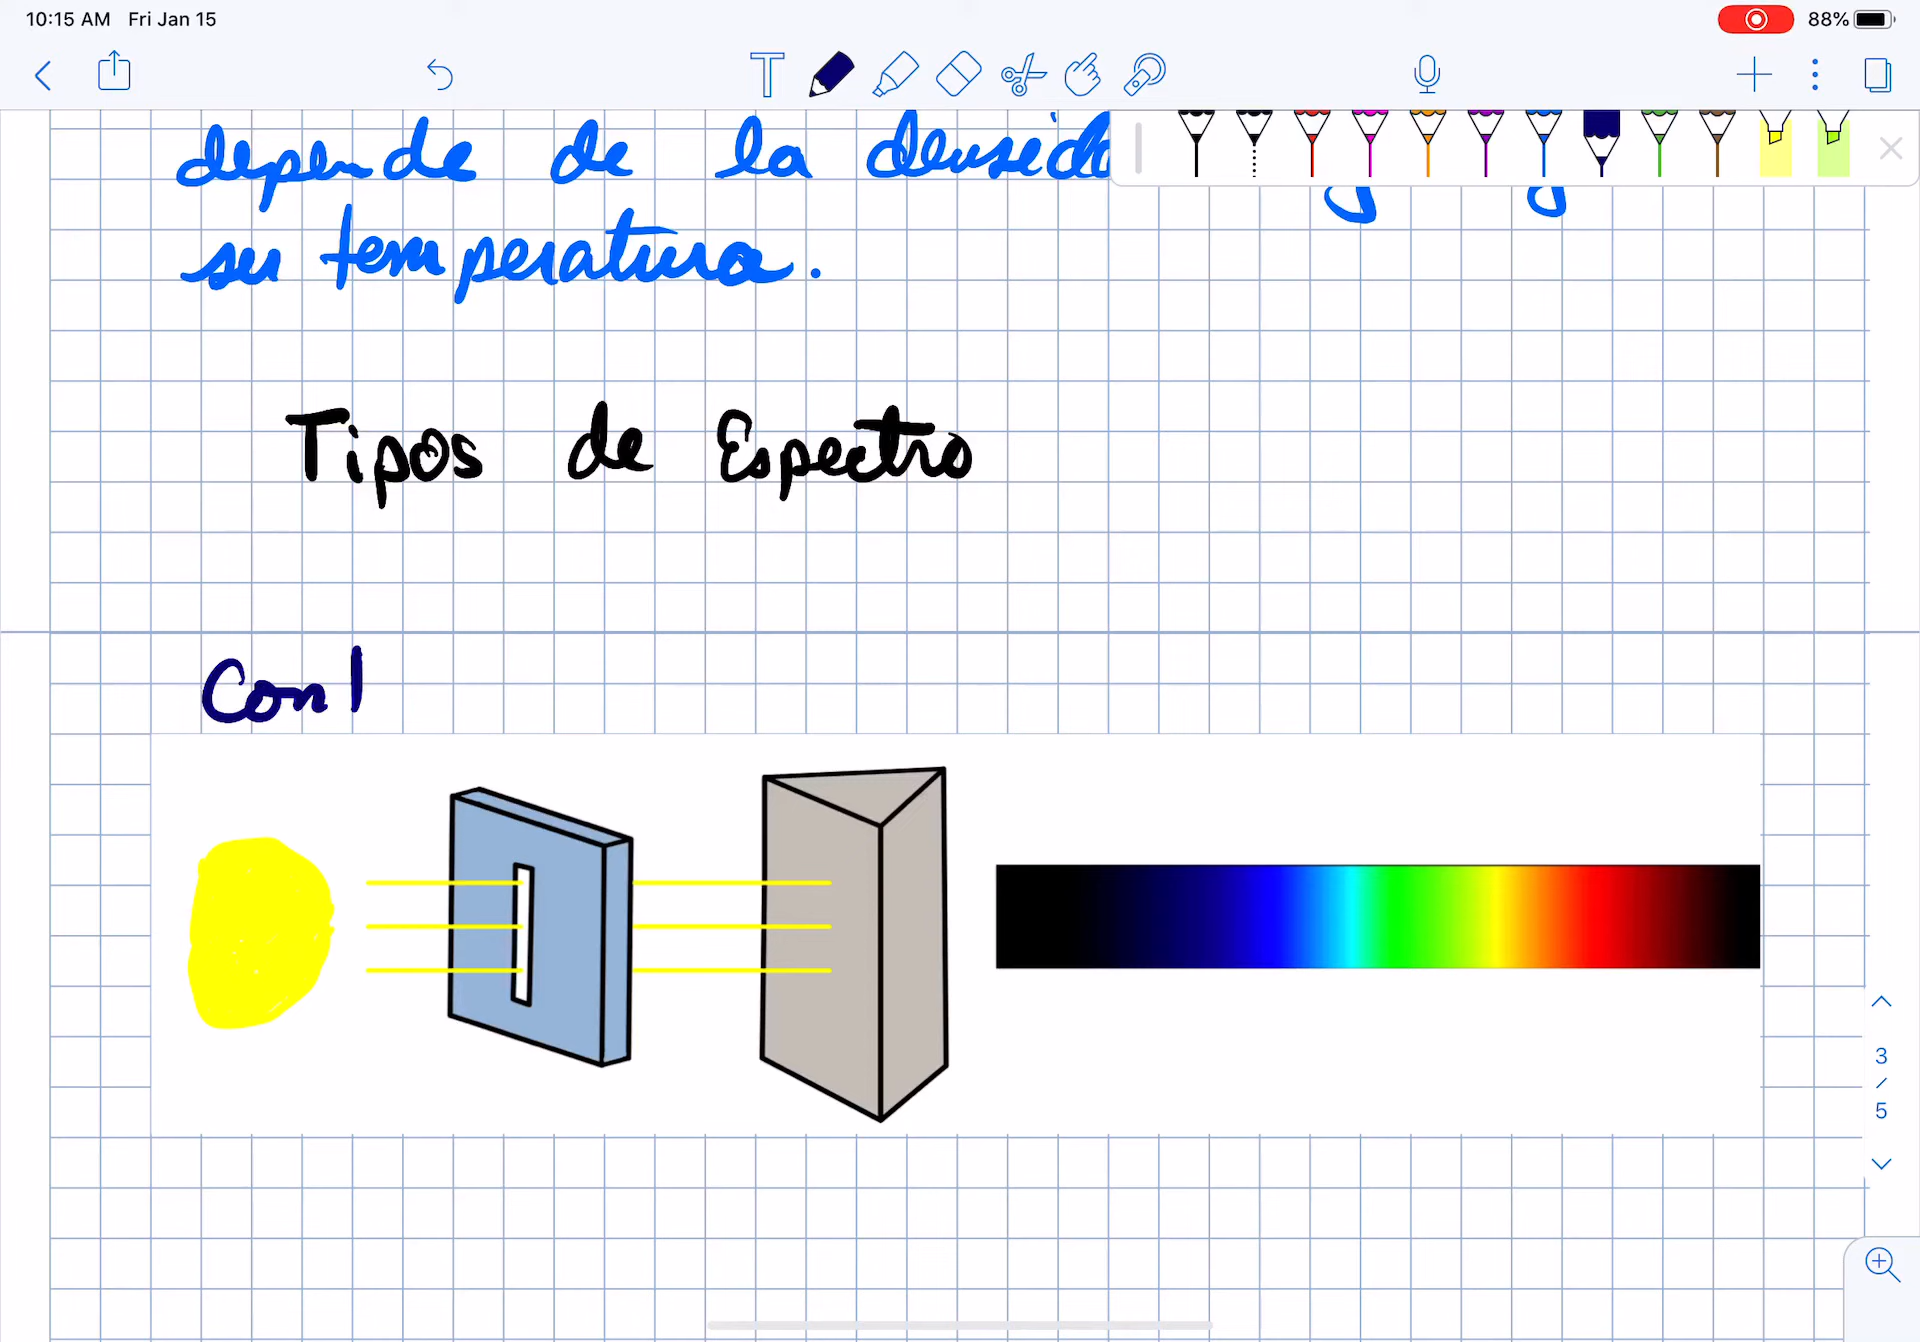 10:15 AM Fri Jan 15
88%
depende de la
su temperatura.
Tipos de Espectro
Con
3
/
5